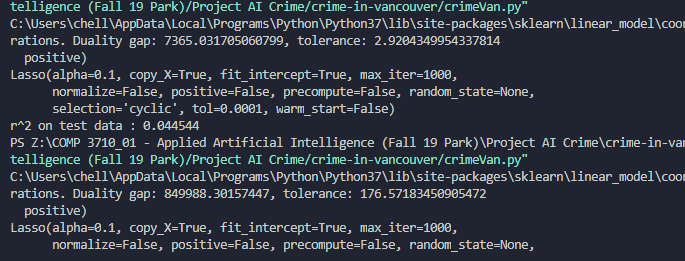 telligence (Fall 19 Park)/Project AI Crime/crime-in-vancouver/crimeVan.py"
C:\Users\chell\AppData\Local\Programs\Python\Python37\lib\site-packages\sklearn\linear_model\coor
rations. Duality gap: 7365.031705060799, tolerance: 2.9204349954337814
  positive)
Lasso(alpha=0.1, copy_X=True, fit_intercept=True, max_iter=1000,
      normalize=False, positive=False, precompute=False, random_state=None,
      selection='cyclic', tol=0.0001, warm_start=False)
r^2 on test data : 0.044544
PS Z:\COMP 3710_01 - Applied Artificial Intelligence (Fall 19 Park)\Project AI Crime\crime-in-van
telligence (Fall 19 Park)/Project AI Crime/crime-in-vancouver/crimeVan.py"
C:\Users\chell\AppData\Local\Programs\Python\Python37\lib\site-packages\sklearn\linear_model\coor
rations. Duality gap: 849988.30157447, tolerance: 176.57183450905472
  positive)
Lasso(alpha=0.1, copy_X=True, fit_intercept=True, max_iter=1000,
      normalize=False, positive=False, precompute=False, random_state=None,